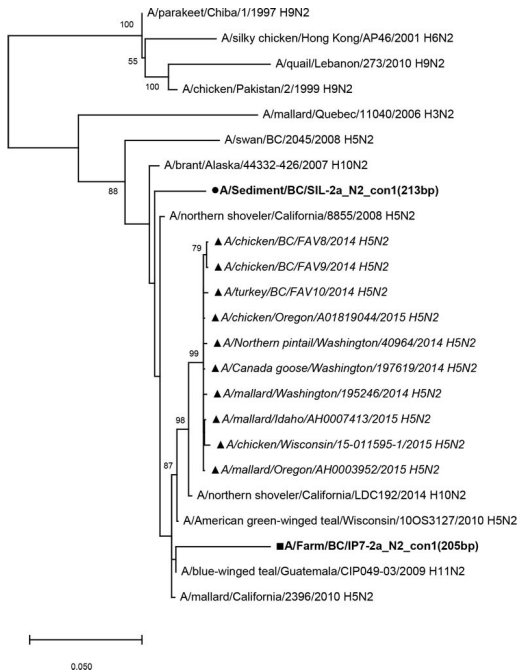 A/parakeet/Chiba/1/1997 H9N2
100
A/silky chicken/Hong Kong/AP46/2001 H6N2
55
A/quail/Lebanon/273/2010 H9N2
100
A/chicken/Pakistan/2/1999 H9N2
A/mallard/Quebec/11040/2006 H3N2
A/swan/BC/2045/2008 H5N2
A/brant/Alaska/44332-426/2007 H10N2
88
●A/Sediment/BC/SIL-2a_N2_con1(213bp)
A/northern shoveler/California/8855/2008 H5N2
▲ A/chicken/BC/FAV8/2014 H5N2
79
▲ A/chicken/BC/FAV9/2014 H5N2
▲ A/turkey/BC/FAV10/2014 H5N2
▲ A/chicken/Oregon/A01819044/2015 H5N2
▲ A/Northern pintail/Washington/40964/2014 H5N2
99
▲ A/Canada goose/Washington/197619/2014 H5N2
▲ A/mallard/Washington/195246/2014 H5N2
▲ A/mallard/Idaho/AH0007413/2015 H5N2
98
▲ A/chicken/Wisconsin/15-011595-1/2015 H5N2
87
▲ A/mallard/Oregon/AH0003952/2015 H5N2
A/northern shoveler/California/LDC192/2014 H10N2
A/American green-winged teal/Wisconsin/10OS3127/2010 H5N2
■A/Farm/BC/IP7-2a_N2_con1(205bp)
A/blue-winged teal/Guatemala/CIP049-03/2009 H11N2
A/mallard/California/2396/2010 H5N2
0.050